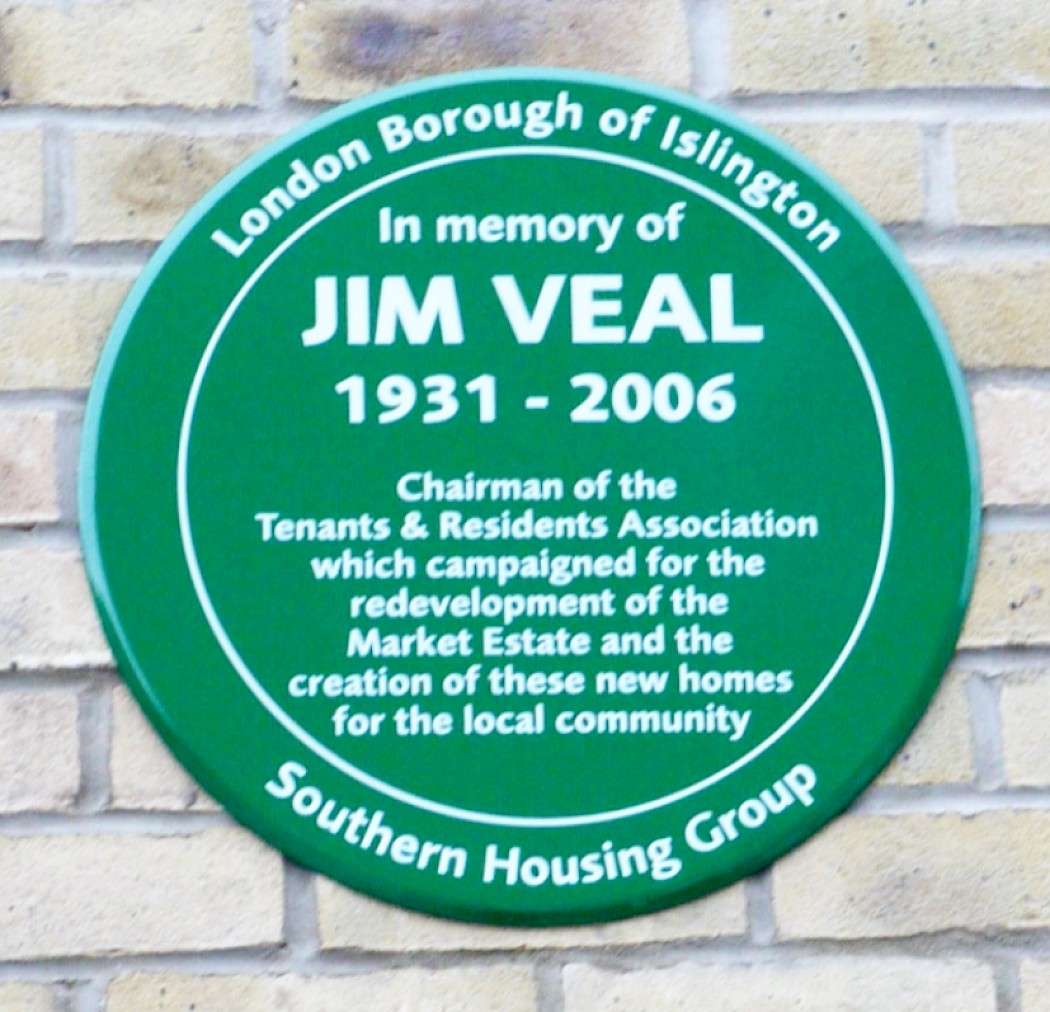 London Borough of Islington
In memory of
JIM VEAL
1931 - 2006
Chairman of the
Tenants & Residents Association
which campaigned for the
redevelopment of the
Market Estate and the
creation of these new homes
for the local community
Southern Housing Group